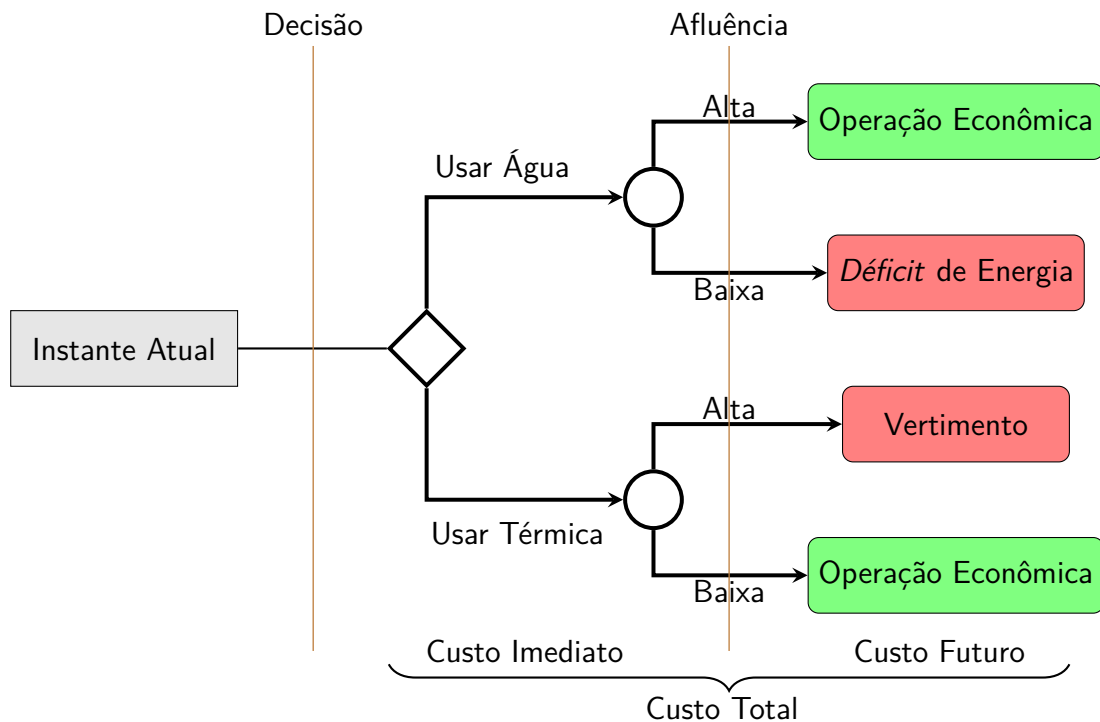 Decisão
Afluência
Alta
Operação Econômica
Usar Água
Déficit de Energia
Baixa
Instante Atual
Alta
Vertimento
Usar Térmica
Operação Econômica
Baixa
Custo Imediato
Custo Futuro
Custo Total